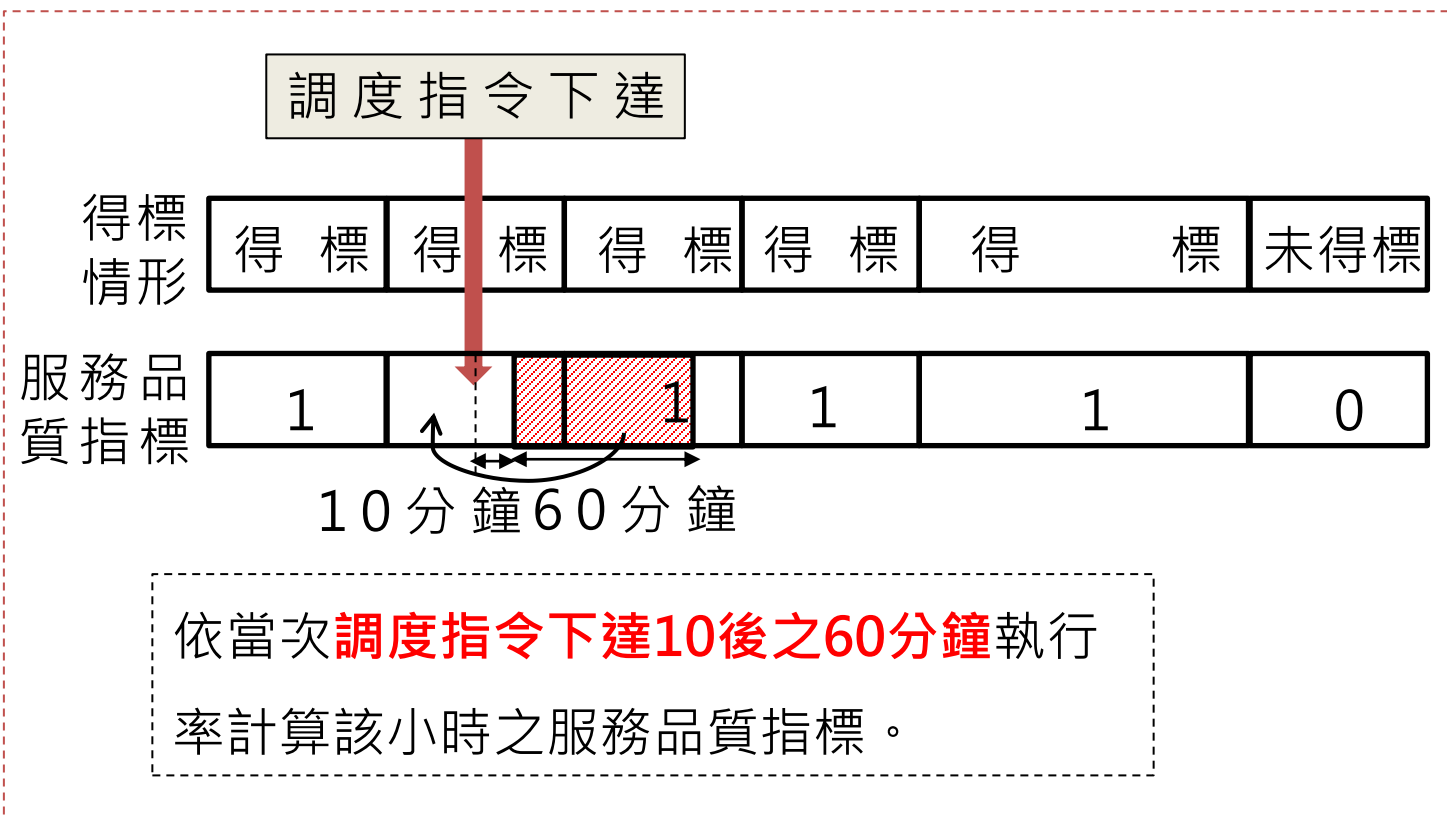 調度指令下達
得標
情形
得標 得標 得標 得標 得標 未得標
服務品
質指標
1 1 1 1 0
10分鐘60分鐘
依當次調度指令下達10後之60分鐘執行
率計算該小時之服務品質指標。